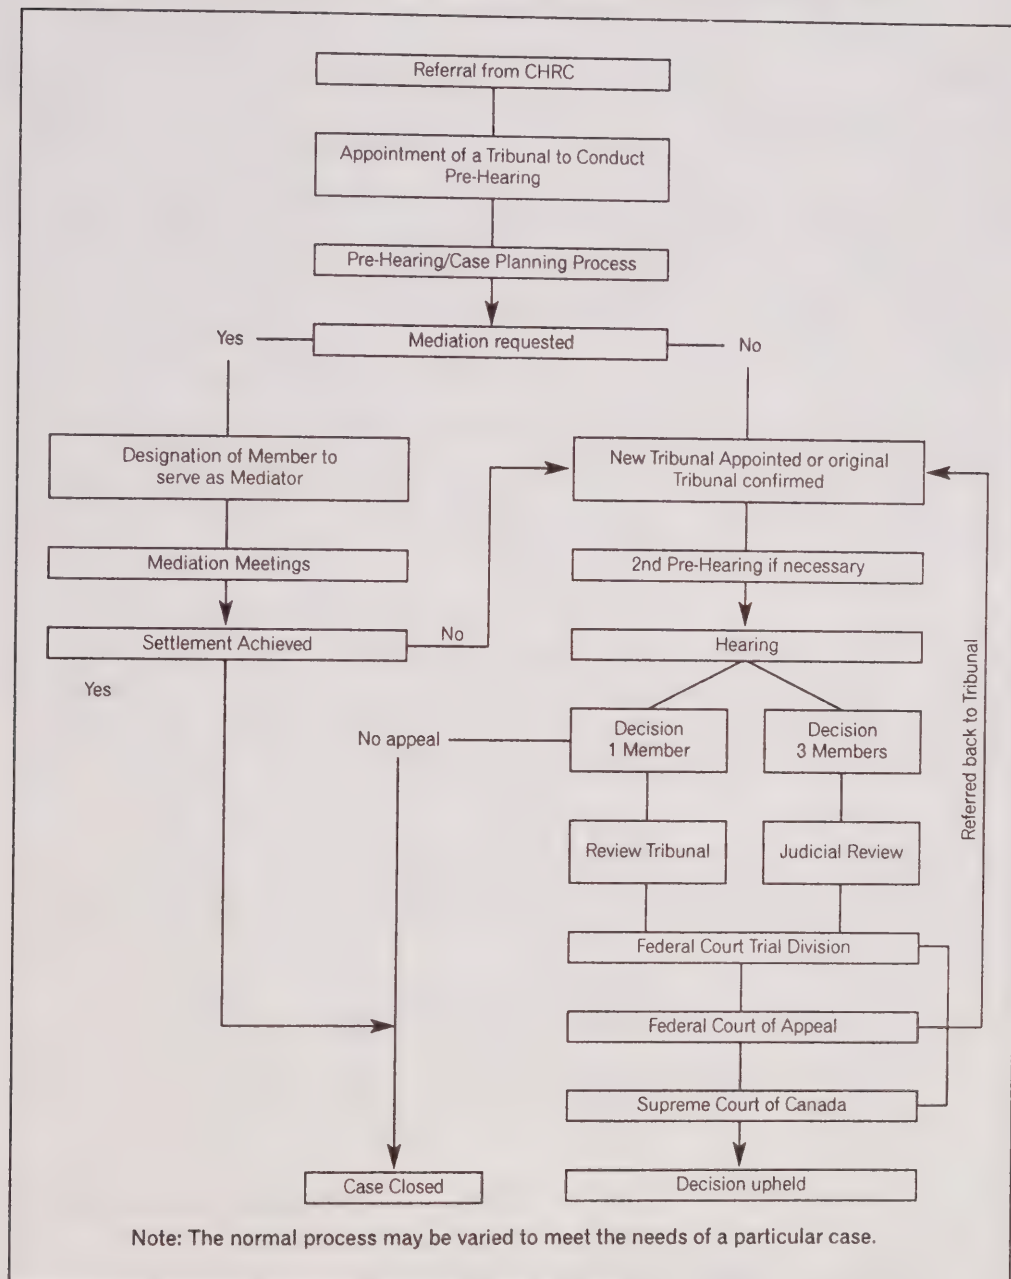 Referral from CHRC
Appointment of a Tribunal to Conduct
Pre-Hearing
Pre-Hearing/Case Planning Process
Yes
Mediation requested
No
Designation of Member to
serve as Mediator
New Tribunal Appointed or original
Tribunal confirmed
Mediation Meetings
2nd Pre-Hearing if necessary
Settlement Achieved
No
Hearing
Yes
No appeal
Decision
1 Member
Decision
3 Members
Referred back to Tribunal
Review Tribunal
Judicial Review
Federal Court Trial Division
Federal Court of Appeal
Supreme Court of Canada
Case Closed
Decision upheld
Note: The normal process may be varied to meet the needs of a particular case.